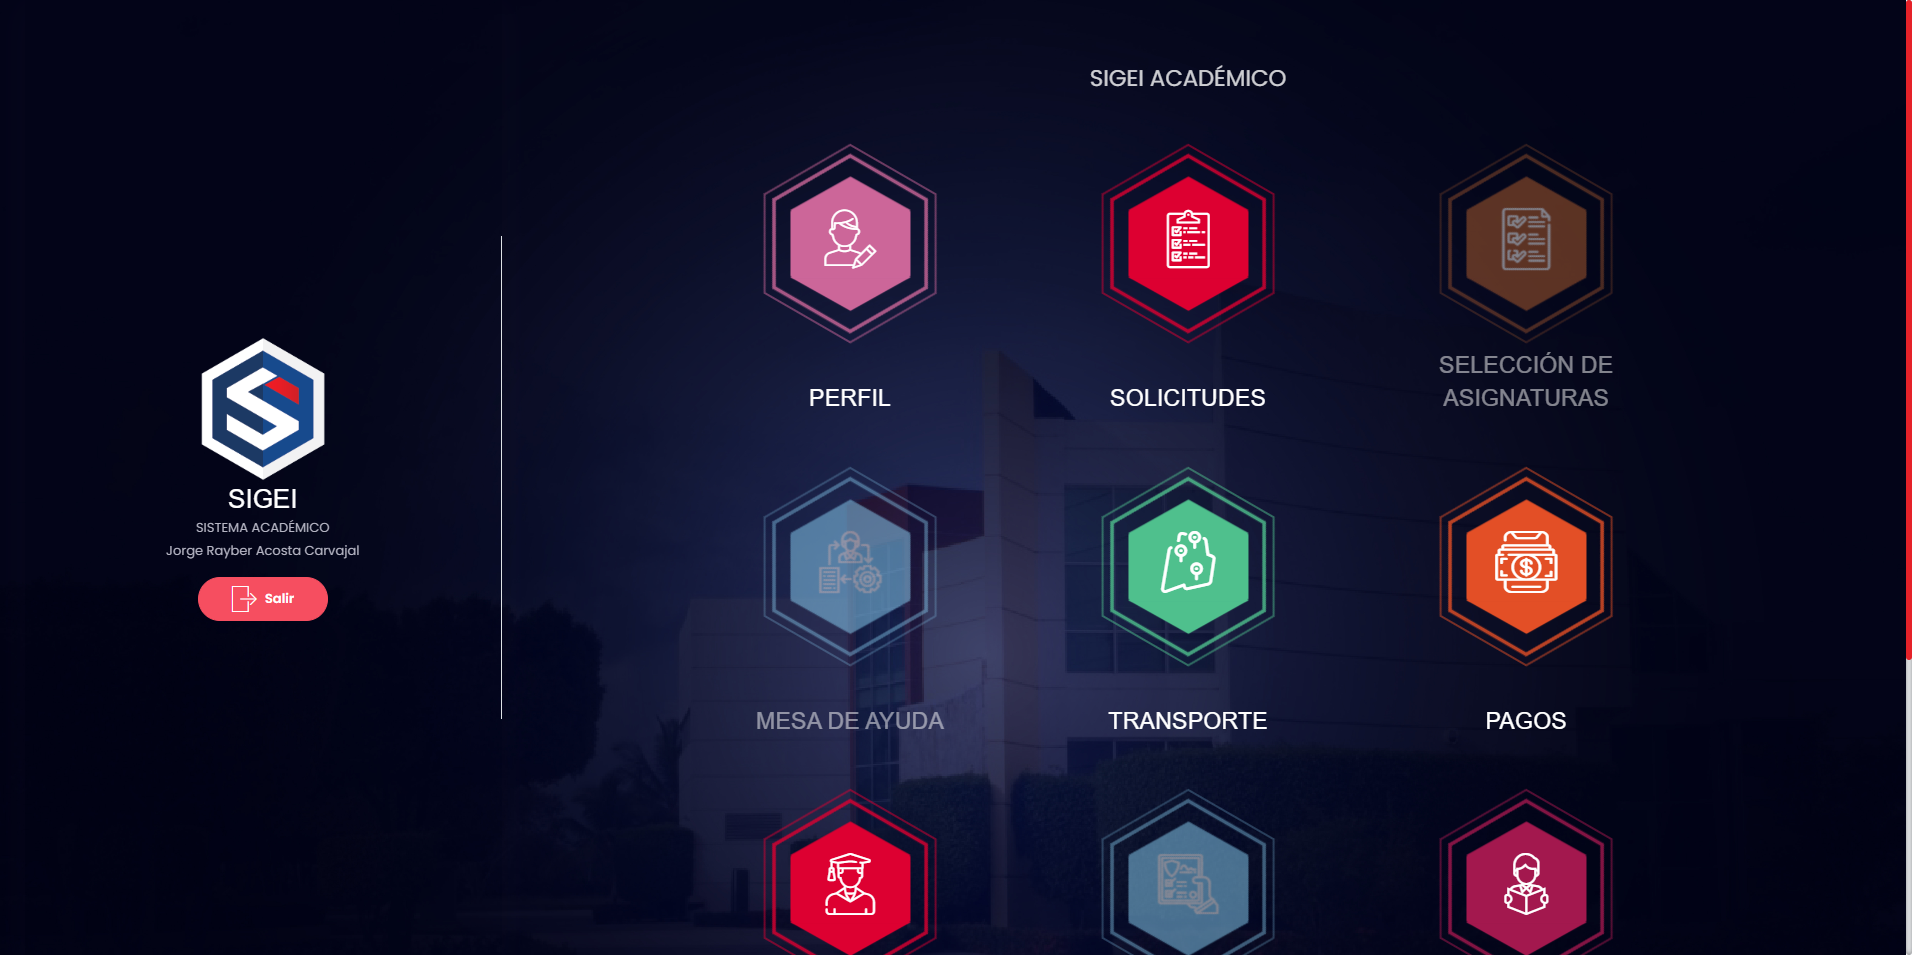 SIGEI ACADÉMICO
PERFIL
SOLICITUDES
SELECCIÓN DE
ASIGNATURAS
SIGEI
SISTEMA ACADÉMICO
Jorge Rayber Acosta Carvajal
Salir
MESA DE AYUDA
TRANSPORTE
PAGOS